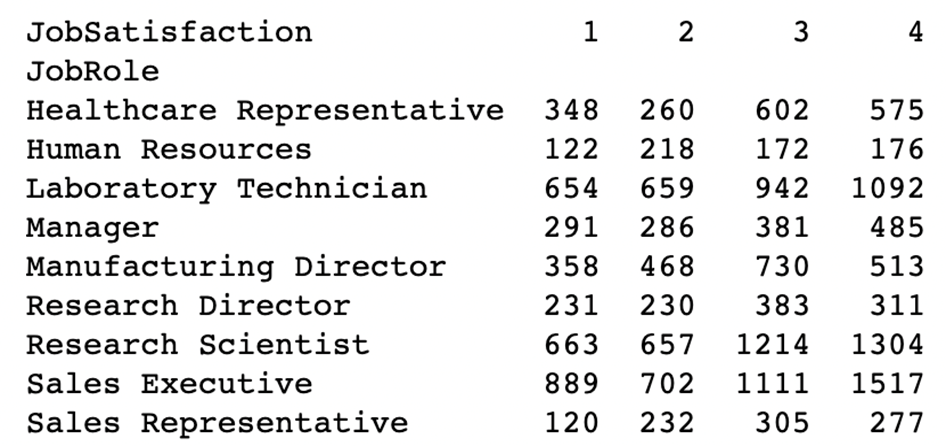 JobSatisfaction 1 2 3 4
JobRole
Healthcare Representative 348 260 602 575
Human Resources 122 218 172 176
Laboratory Technician 654 659 942 1092
Manager 291 286 381 485
Manufacturing Director 358 468 730 513
Research Director 231 230 383 311
Research Scientist 663 657 1214 1304
Sales Executive 889 702 1111 1517
Sales Representative 120 232 305 277